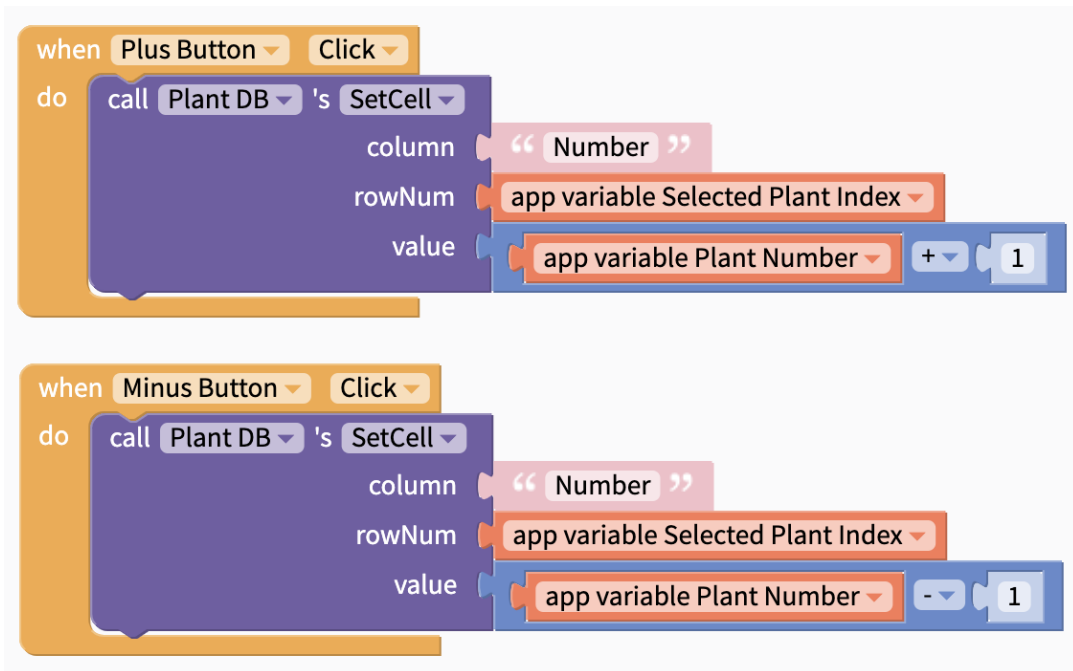 when Plus Button Click
do call Plant DB 's SetCell
column “ Number ”
rowNum app variable Selected Plant Index
value app variable Plant Number + 1
when Minus Button Click
do call Plant DB 's SetCell
column “ Number ”
rowNum app variable Selected Plant Index
value app variable Plant Number - 1